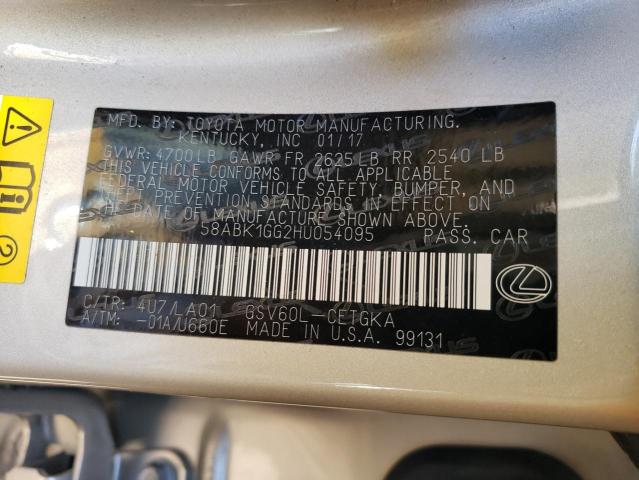 MFD. BY: TOYOTA MOTOR MANUFACTURING.
KENTUCKY, INC 01/17
GVWR: 4700LB GAWR FR 2625LB RR 2540 LB
THIS VEHICLE CONFORMS TO ALL APPLICABLE
FEDERAL MOTOR VEHICLE SAFETY, BUMPER, AND
THEFT PREVENTION STANDARDS IN EFFECT ON
THE DATE OF MANUFACTURE SHOWN ABOVE.
58ABK1GG2HU054095 PASS. CAR
C/TR: 4U7/LA01 GSV60L-CETGKA
A/TM: -01A/U660E MADE IN U.S.A. 99131